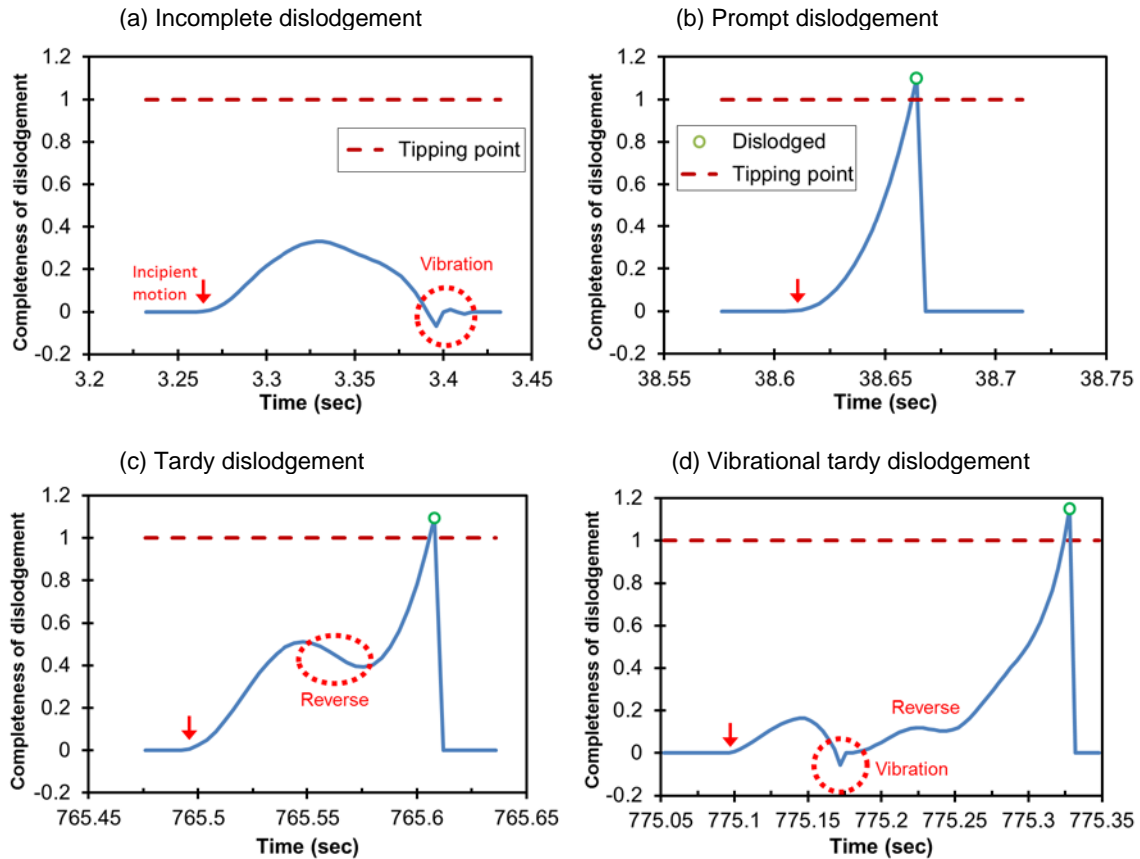 (a) Incomplete dislodgement
Completeness of dislodgement
1.2
1
0.8
0.6
0.4
0.2
0
-0.2
Tipping point
Incipient
motion
Vibration
3.2 3.25 3.3 3.35 3.4 3.45
Time (sec)
(b) Prompt dislodgement
Completeness of dislodgement
1.2
1
0.8
0.6
0.4
0.2
0
-0.2
Dislodged
Tipping point
38.55 38.6 38.65 38.7 38.75
Time (sec)
(c) Tardy dislodgement
Completeness of dislodgement
1.2
1
0.8
0.6
0.4
0.2
0
-0.2
Reverse
765.45 765.5 765.55 765.6 765.65
Time (sec)
(d) Vibrational tardy dislodgement
Completeness of dislodgement
1.2
1
0.8
0.6
0.4
0.2
0
-0.2
Reverse
Vibration
775.05 775.1 775.15 775.2 775.25 775.3 775.35
Time (sec)